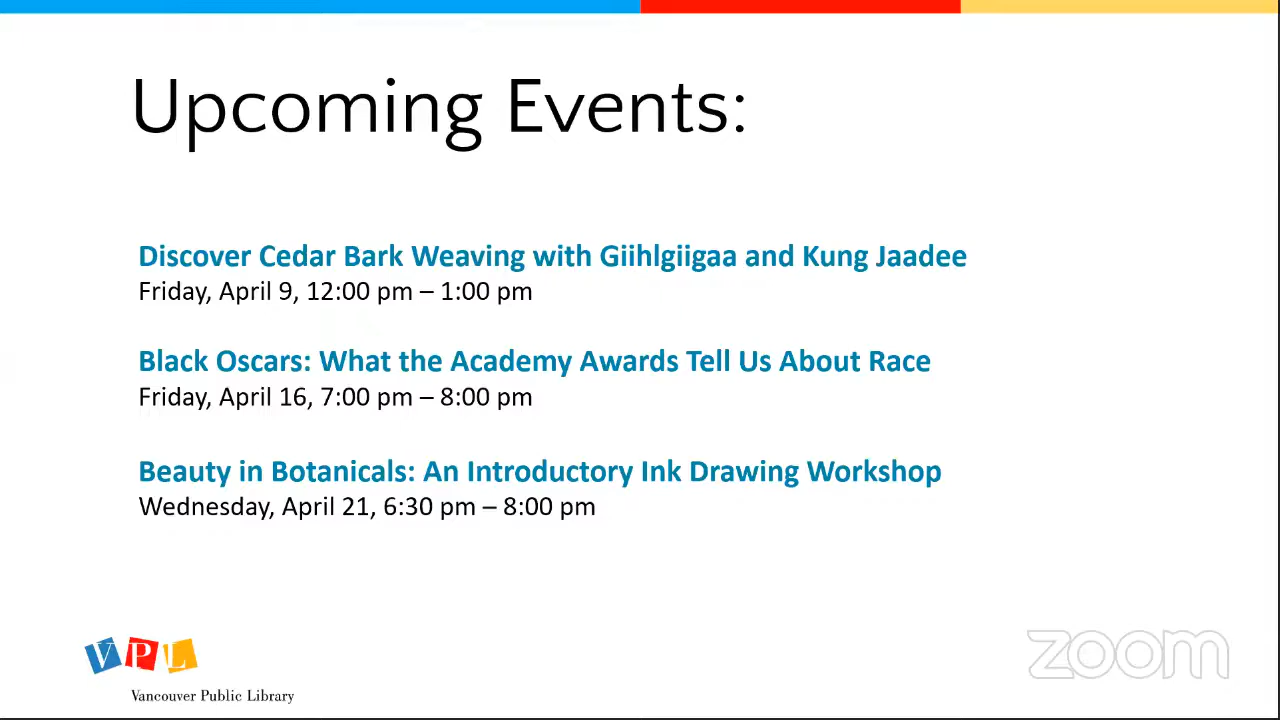 Upcoming Events:
Discover Cedar Bark Weaving with Giihlgiigaa and Kung Jaadee
Friday, April 9, 12:00 pm – 1:00 pm
Black Oscars: What the Academy Awards Tell Us About Race
Friday, April 16, 7:00 pm – 8:00 pm
Beauty in Botanicals: An Introductory Ink Drawing Workshop
Wednesday, April 21, 6:30 pm – 8:00 pm
VPL
Vancouver Public Library
zoom